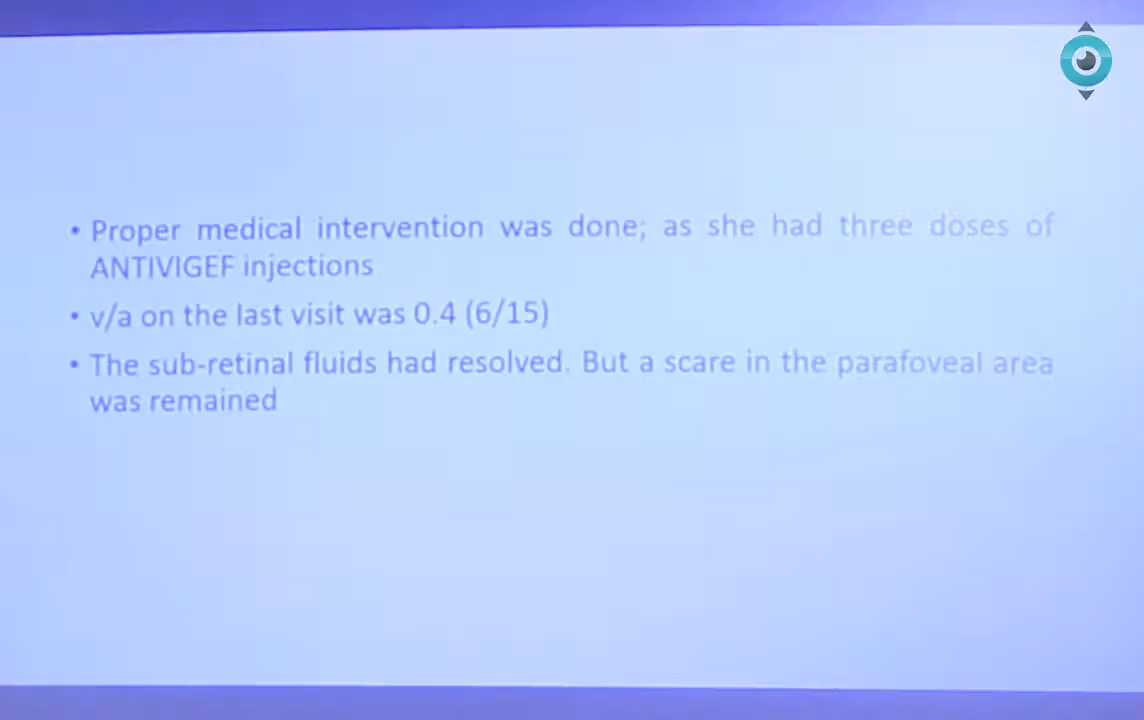 • Proper medical intervention was done; as she had three doses of
ANTIVIGEF injections
• v/a on the last visit was 0.4 (6/15)
• The sub-retinal fluids had resolved. But a scare in the parafoveal area
was remained